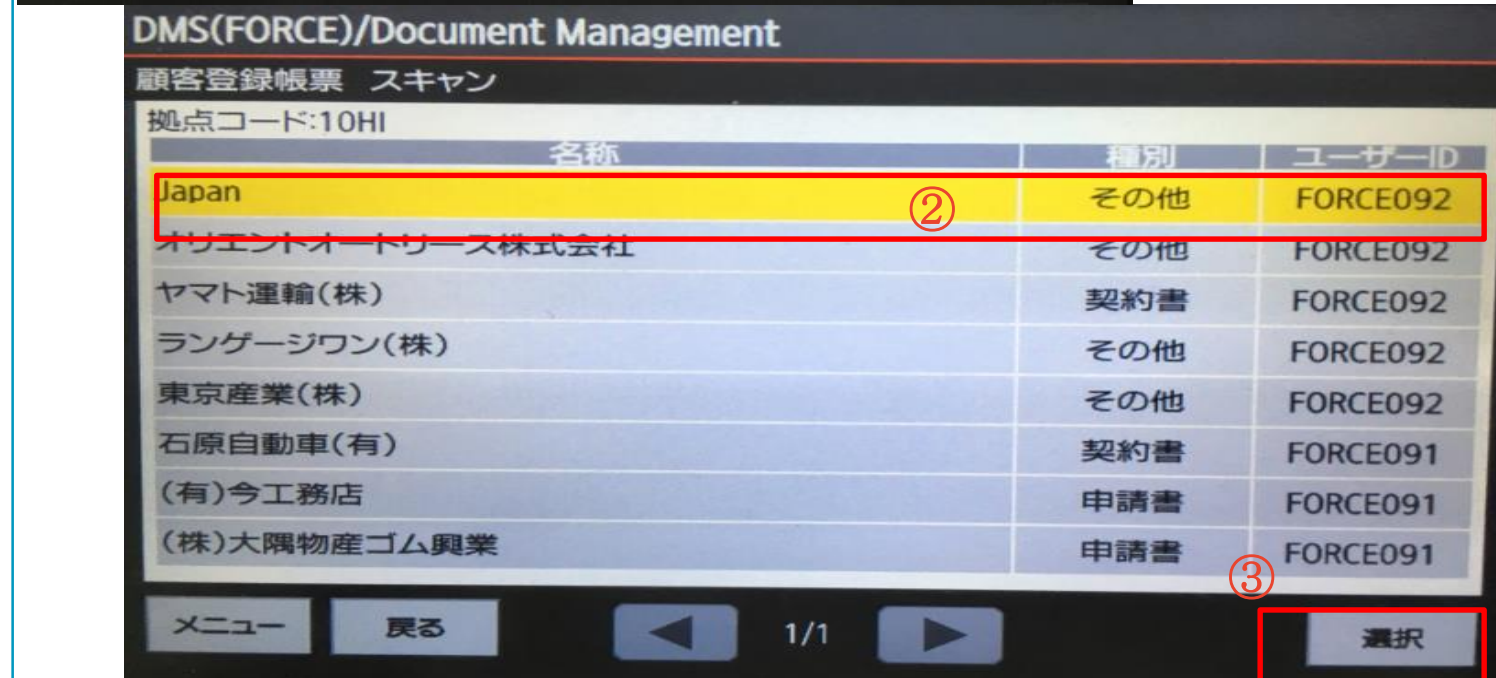 DMS(FORCE)/Document Management
顧客登録帳票 スキャン
拠点コード:10HI
名称 種別 ユーザーID
Japan ② その他 FORCE092
オリエントオートリース株式会社 その他 FORCE092
ヤマト運輸(株) 契約書 FORCE092
ランゲージワン(株) その他 FORCE092
東京産業(株) その他 FORCE092
石原自動車(有) 契約書 FORCE091
(有)今工務店 申請書 FORCE091
(株)大隅物産ゴム興業 申請書 FORCE091
③
メニュー 戻る 1/1 選択